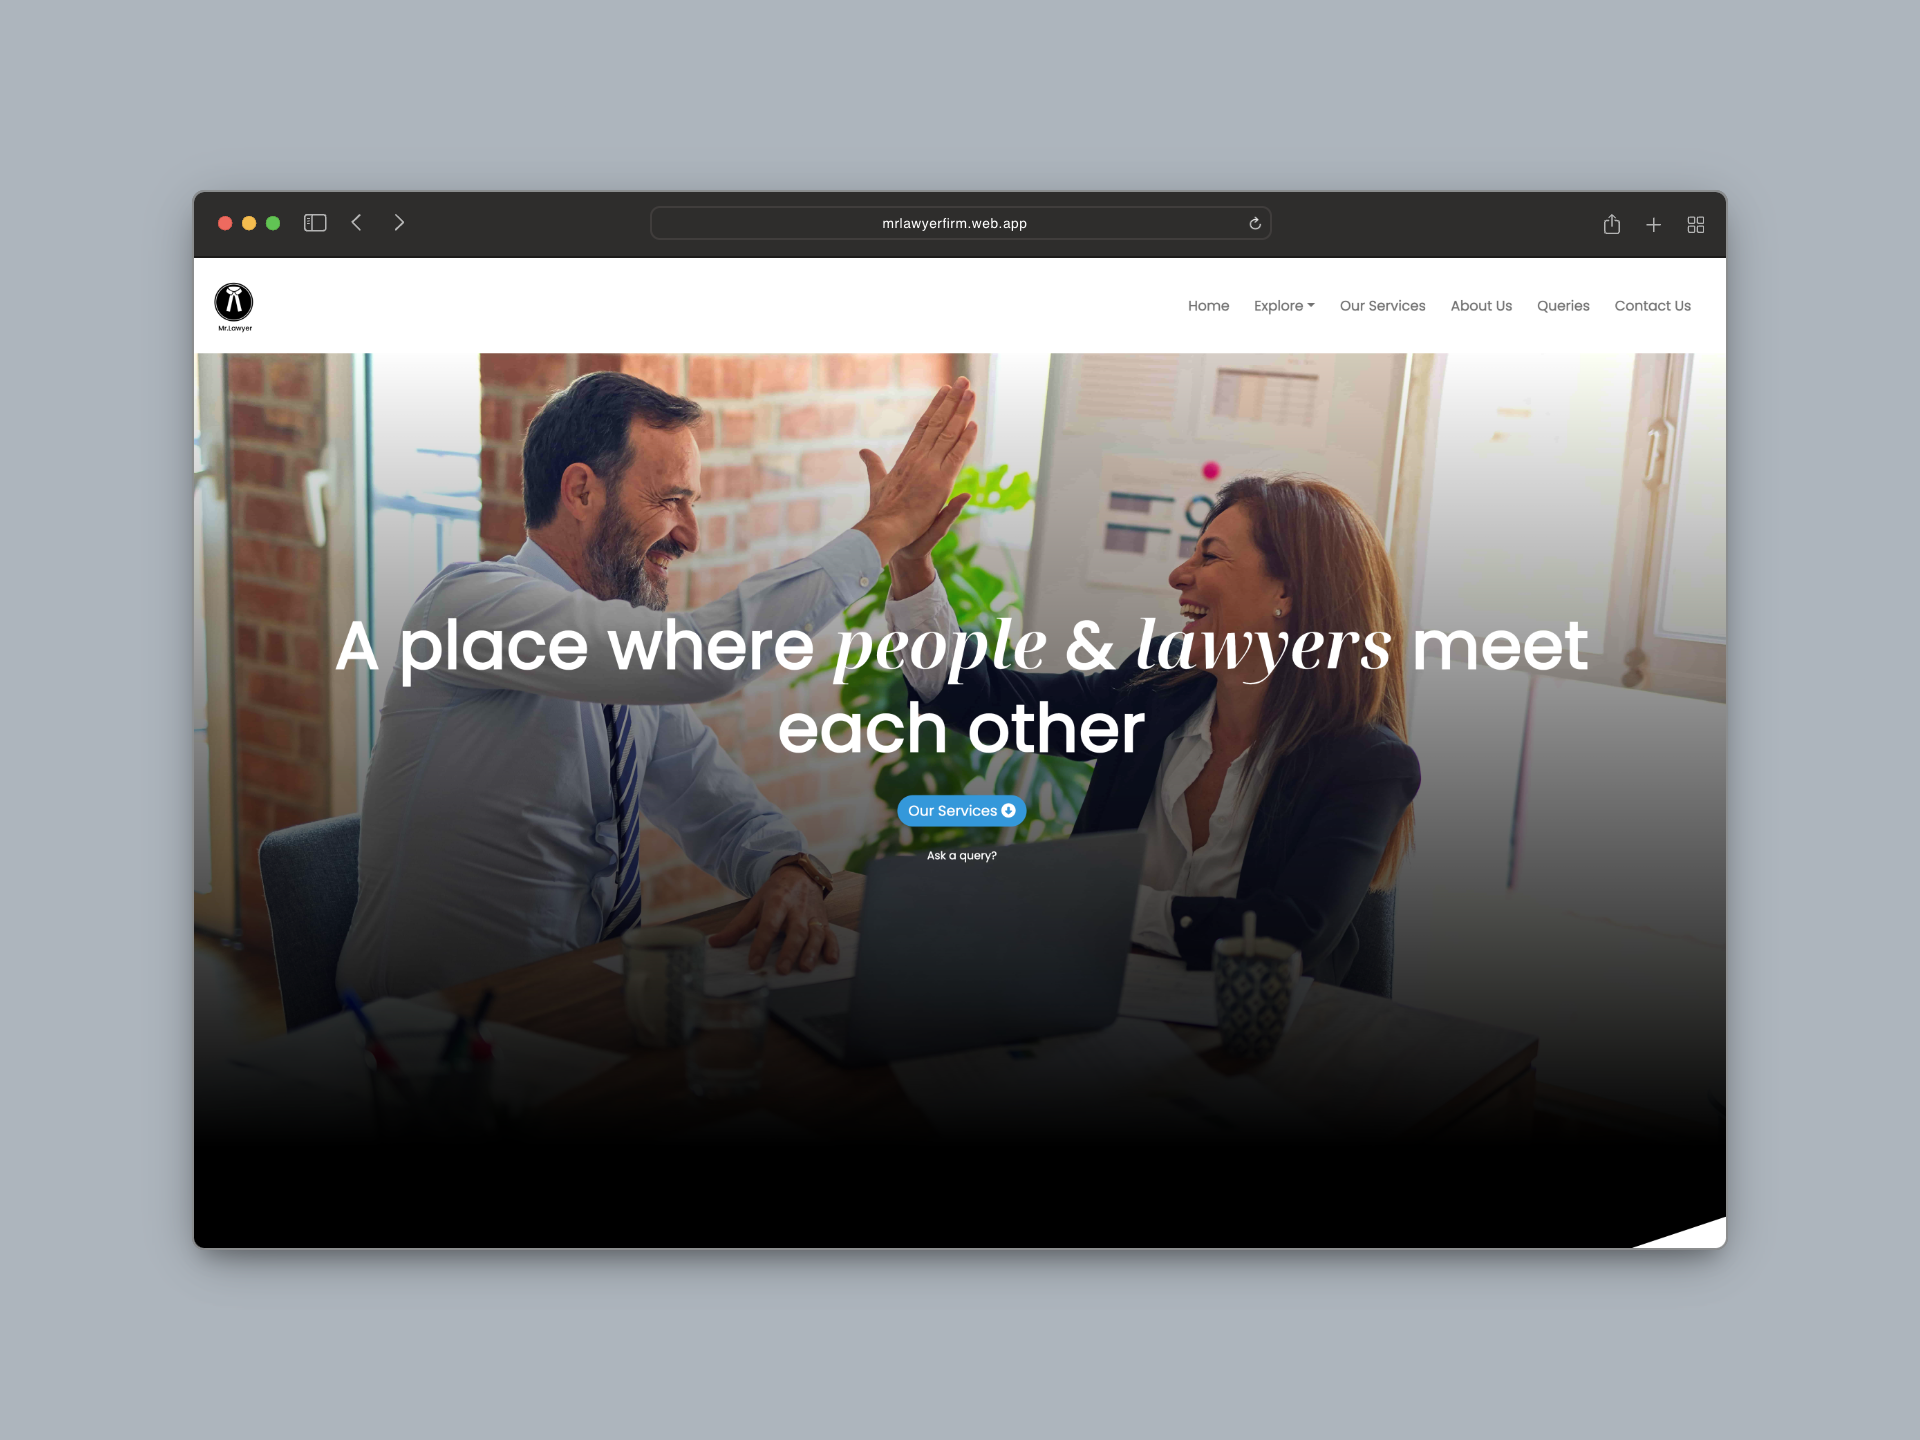 mrlawyerfirm.web.app
Mr.Lawyer
Home Explore Our Services About Us Queries Contact Us
A place where people & lawyers meet
each other
Our Services
Ask a query?